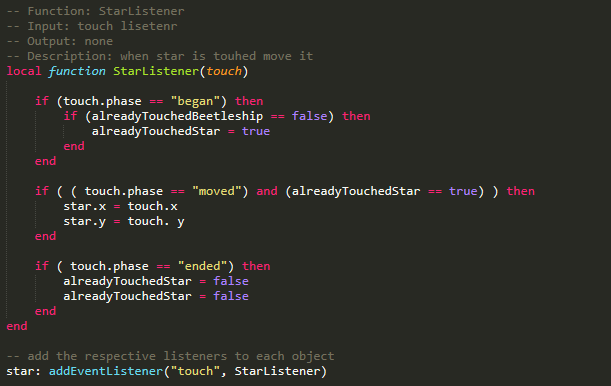 -- Function: StarListener
-- Input: touch lisetenr
-- Output: none
-- Description: when star is touhed move it
local function StarListener(touch)
if (touch.phase == "began") then
if (alreadyTouchedBeetleship == false) then
alreadyTouchedStar = true
end
end
if ( ( touch.phase == "moved") and (alreadyTouchedStar == true) ) then
star.x = touch.x
star.y = touch. y
end
if ( touch.phase == "ended") then
alreadyTouchedStar = false
alreadyTouchedStar = false
end
end
-- add the respective listeners to each object
star: addEventListener("touch", StarListener)